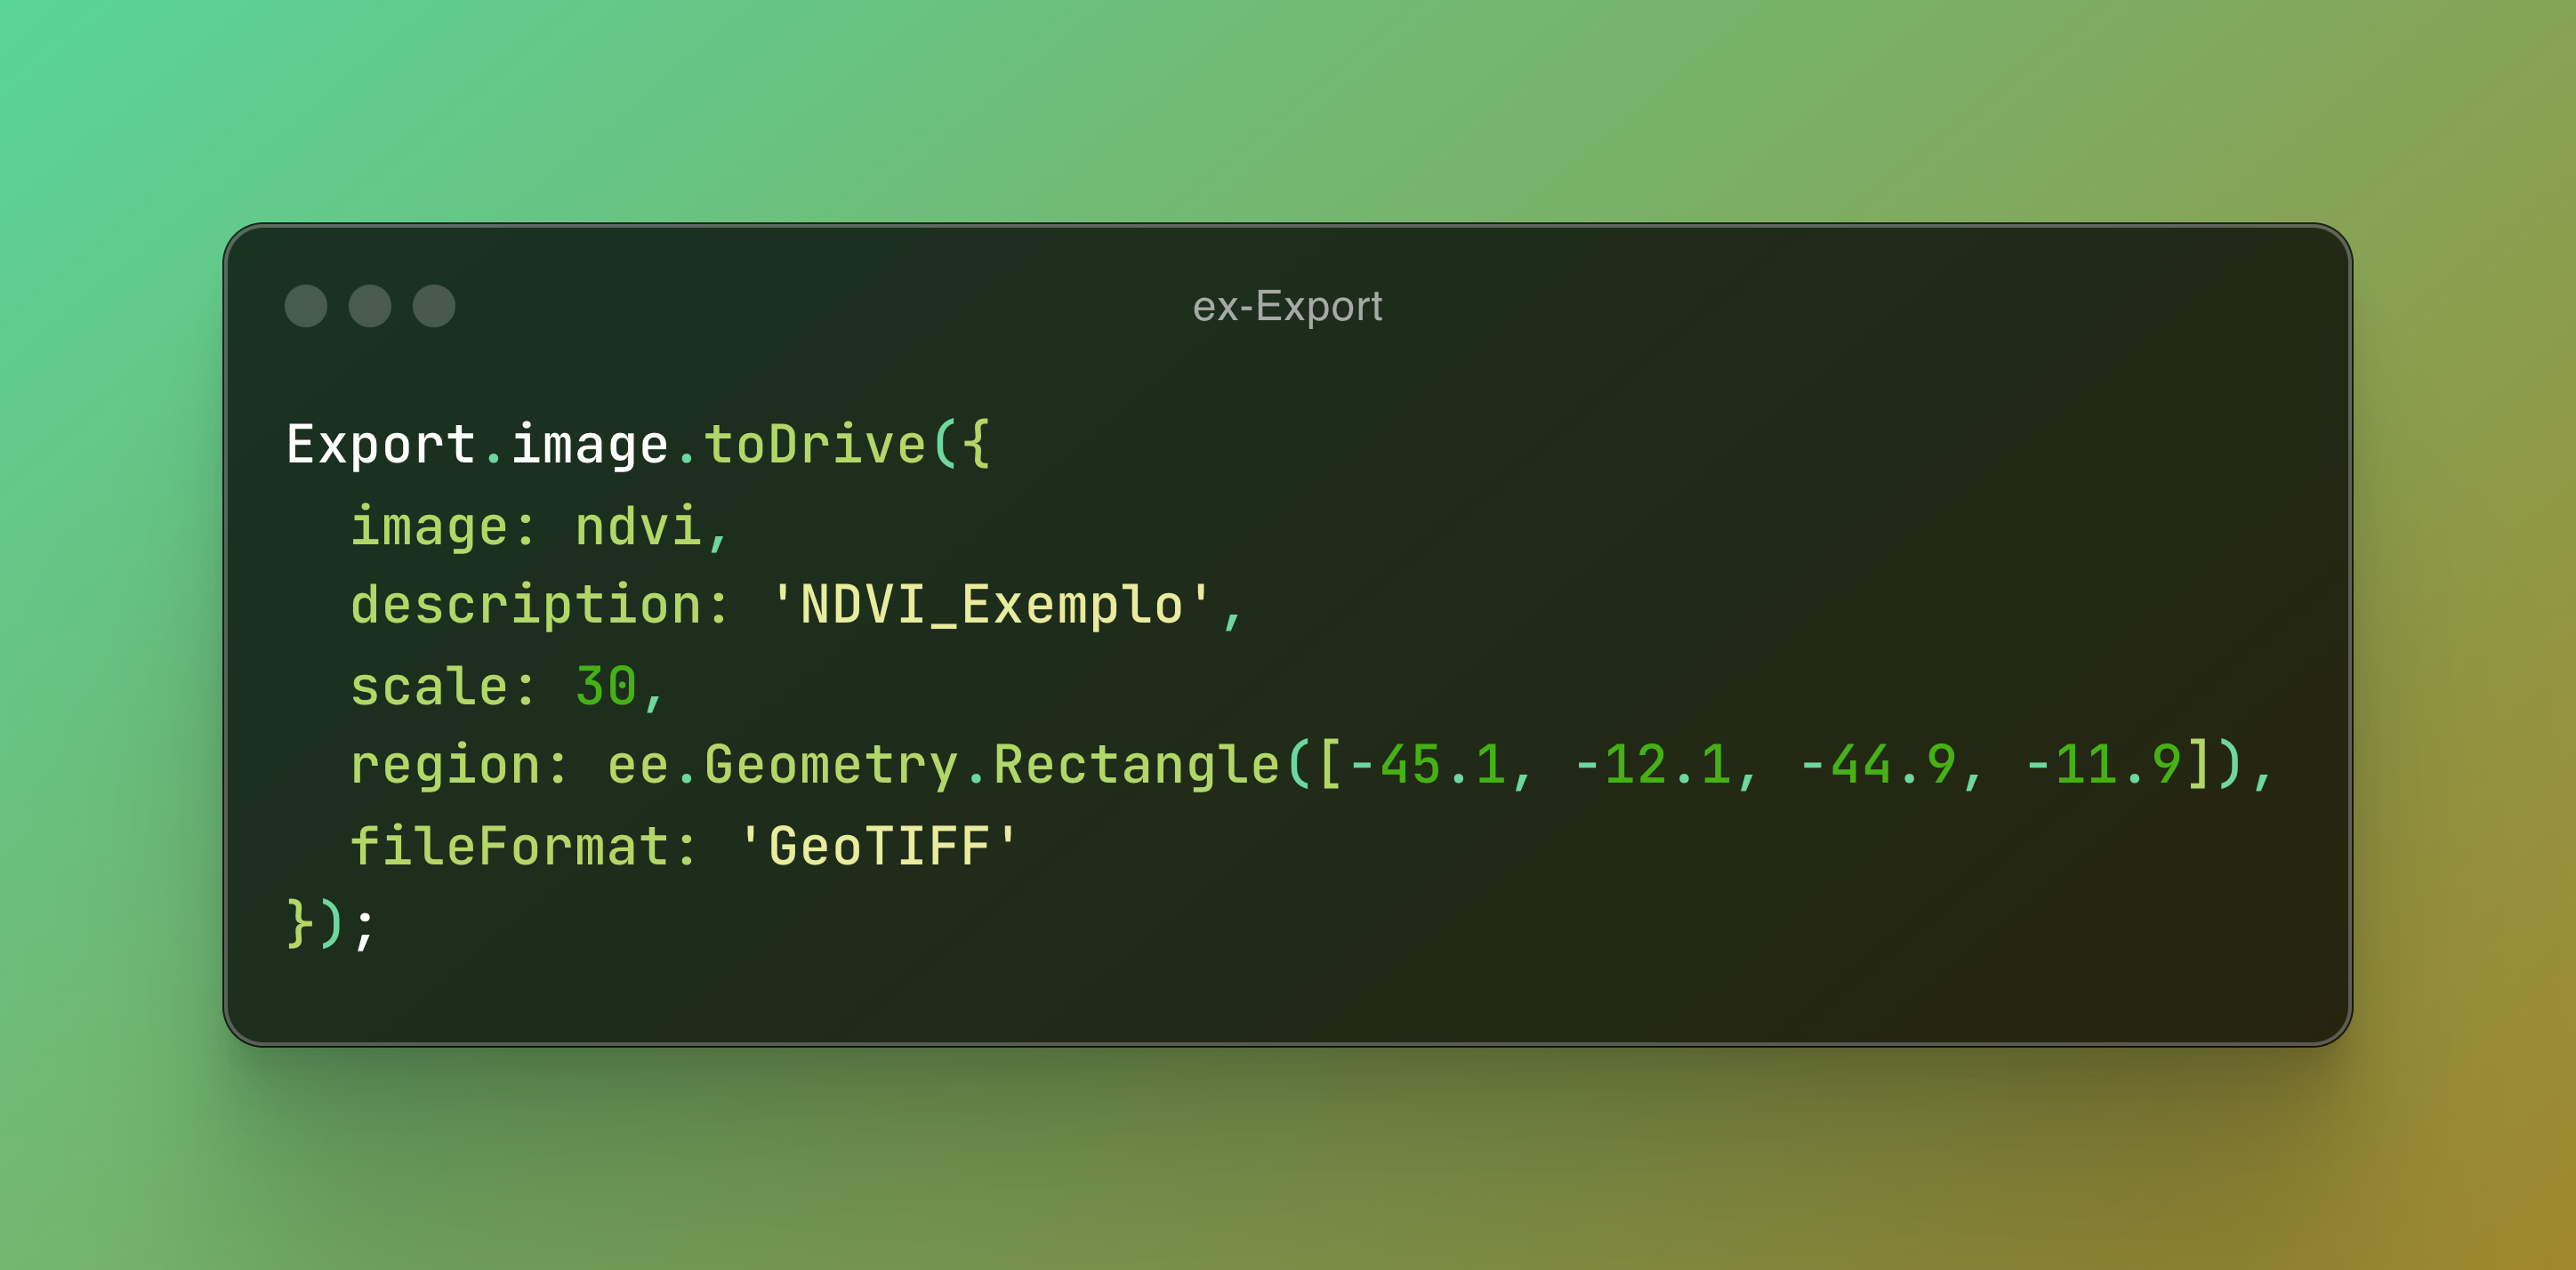 ex-Export
Export.image.toDrive({
  image: ndvi,
  description: 'NDVI_Exemplo',
  scale: 30,
  region: ee.Geometry.Rectangle([-45.1, -12.1, -44.9, -11.9]),
  fileFormat: 'GeoTIFF'
});